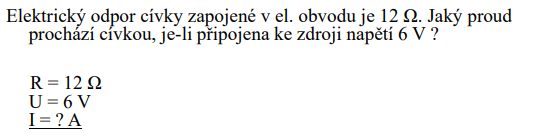 Elektrický odpor cívky zapojené v el. obvodu je 12 Ω. Jaký proud
prochází cívkou, je-li připojena ke zdroji napětí 6 V ?
R = 12 Ω
U = 6 V
I = ? A